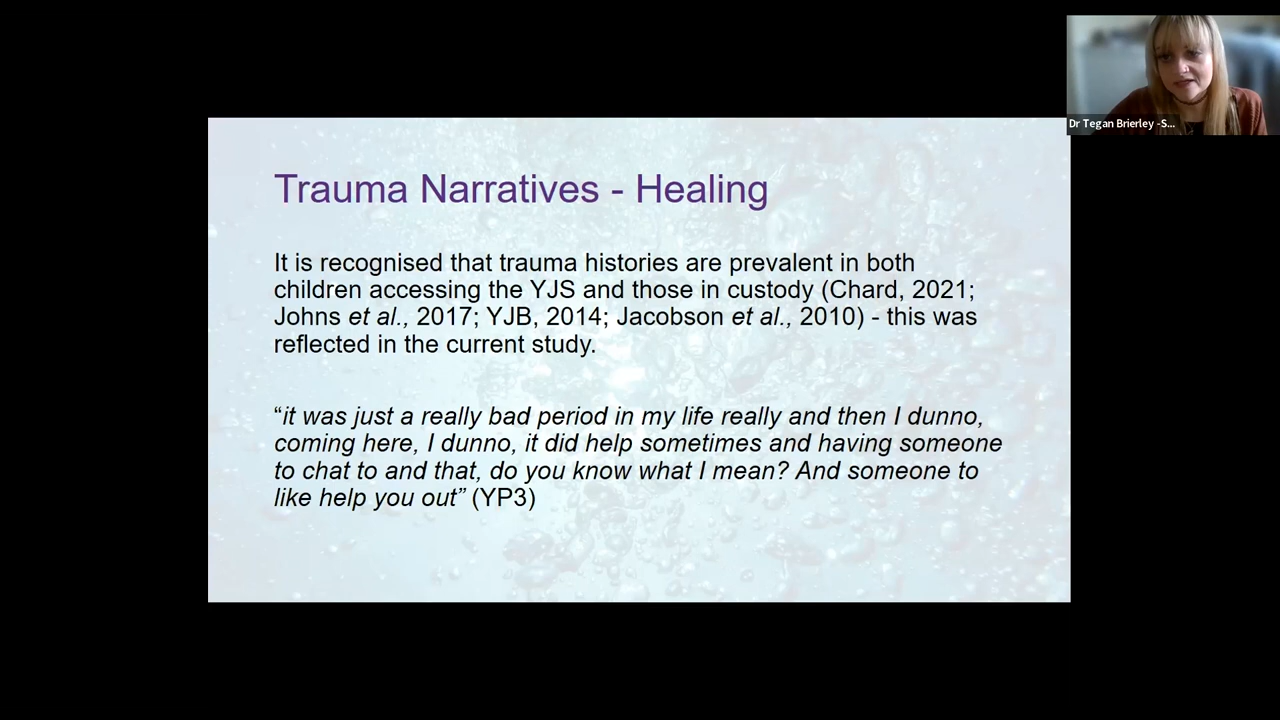 Dr Tegan Brierley -S...
Trauma Narratives - Healing
It is recognised that trauma histories are prevalent in both
children accessing the YJS and those in custody (Chard, 2021;
Johns et al., 2017; YJB, 2014; Jacobson et al., 2010) - this was
reflected in the current study.
“it was just a really bad period in my life really and then I dunno,
coming here, I dunno, it did help sometimes and having someone
to chat to and that, do you know what I mean? And someone to
like help you out” (YP3)